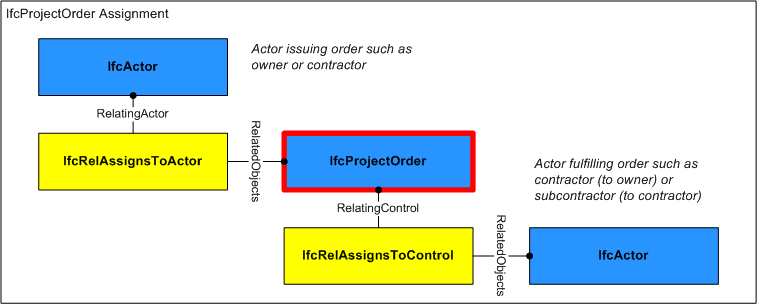 IfcProjectOrder Assignment
IfcActor
Actor issuing order such as
owner or contractor
RelatingActor
IfcRelAssignsToActor
RelatedObjects
IfcProjectOrder
Actor fulfilling order such as
contractor (to owner) or
subcontractor (to contractor)
RelatingControl
IfcRelAssignsToControl
RelatedObjects
IfcActor